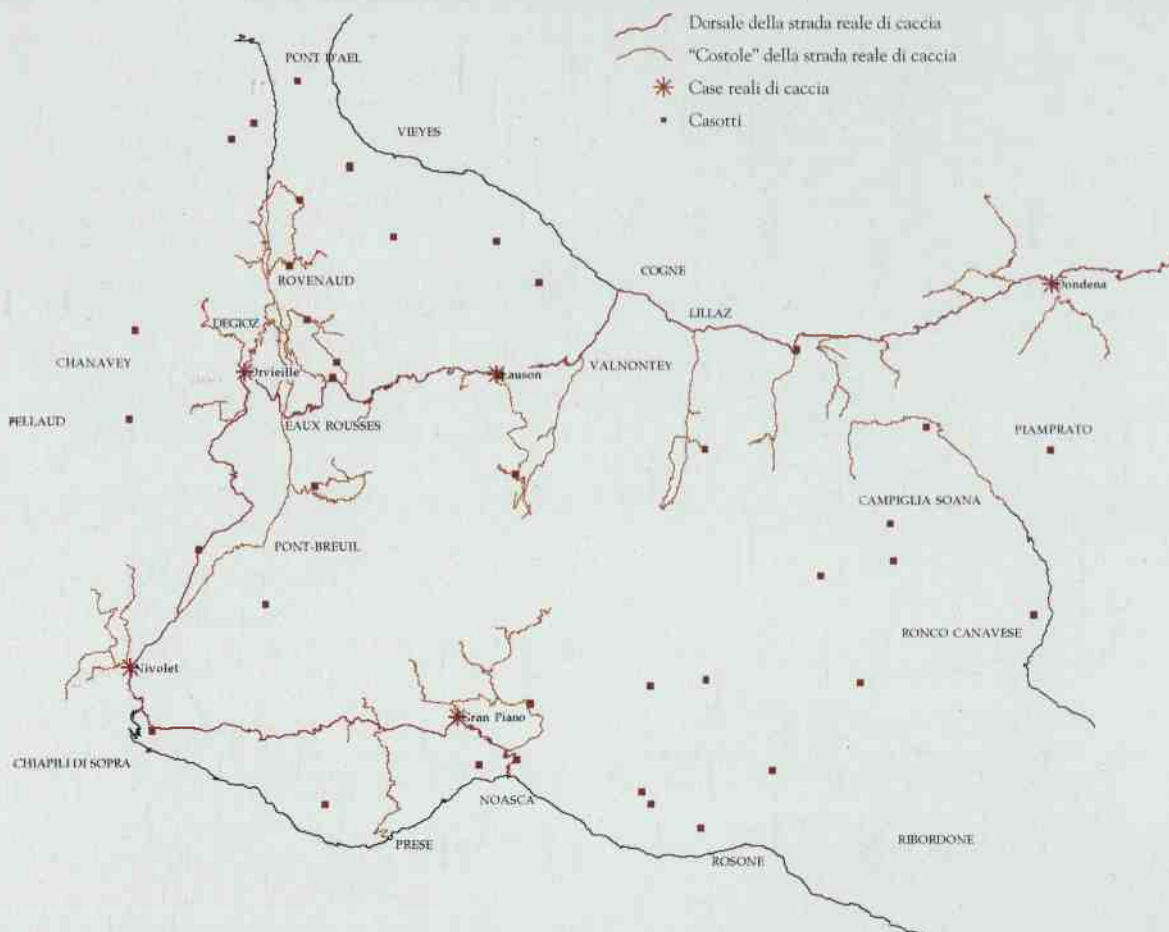 Dorsale della strada reale di caccia
"Costole" della strada reale di caccia
Case reali di caccia
Casotti
PONT D'AEL
VIEYES
COGNE
ROVENAUD
Dondena
LILLAZ
DEGIOZ
CHANAVEY
VALNONTEY
Orvieille
Lauson
PELLAUD
EAUX ROUSSES
PIAMPRATO
CAMPIGLIA SOANA
PONT-BREUIL
RONCO CANAVESE
Nivolet
Gran Piano
CHIAPILI DI SOPRA
NOASCA
PRESE
RIBORDONE
ROSONE